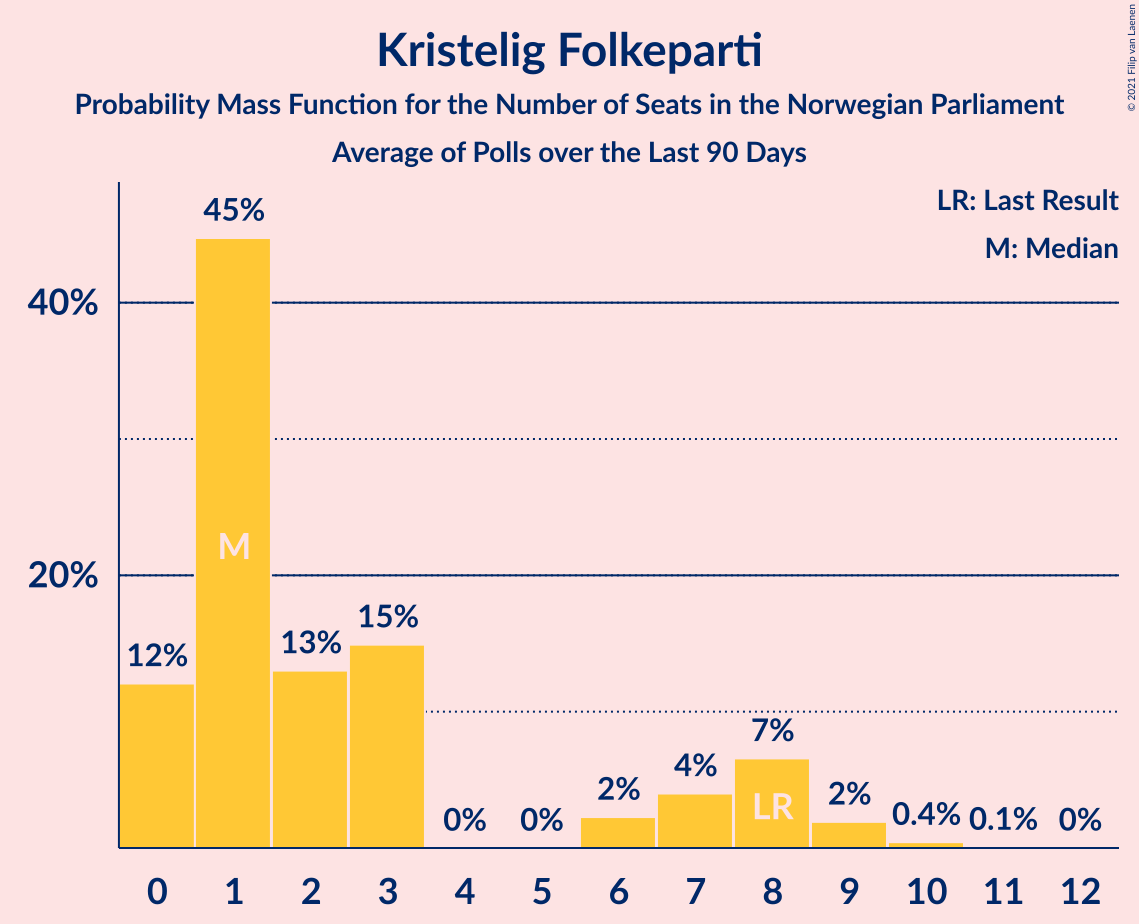 Kristelig Folkeparti
Probability Mass Function for the Number of Seats in the Norwegian Parliament
Average of Polls over the Last 90 Days
© 2021 Filip van Laenen
LR: Last Result
M: Median
40%
20%
12%
45%
13%
15%
0%
0%
2%
4%
7%
2%
0.4%
0.1%
0%
M
LR
0 1 2 3 4 5 6 7 8 9 10 11 12